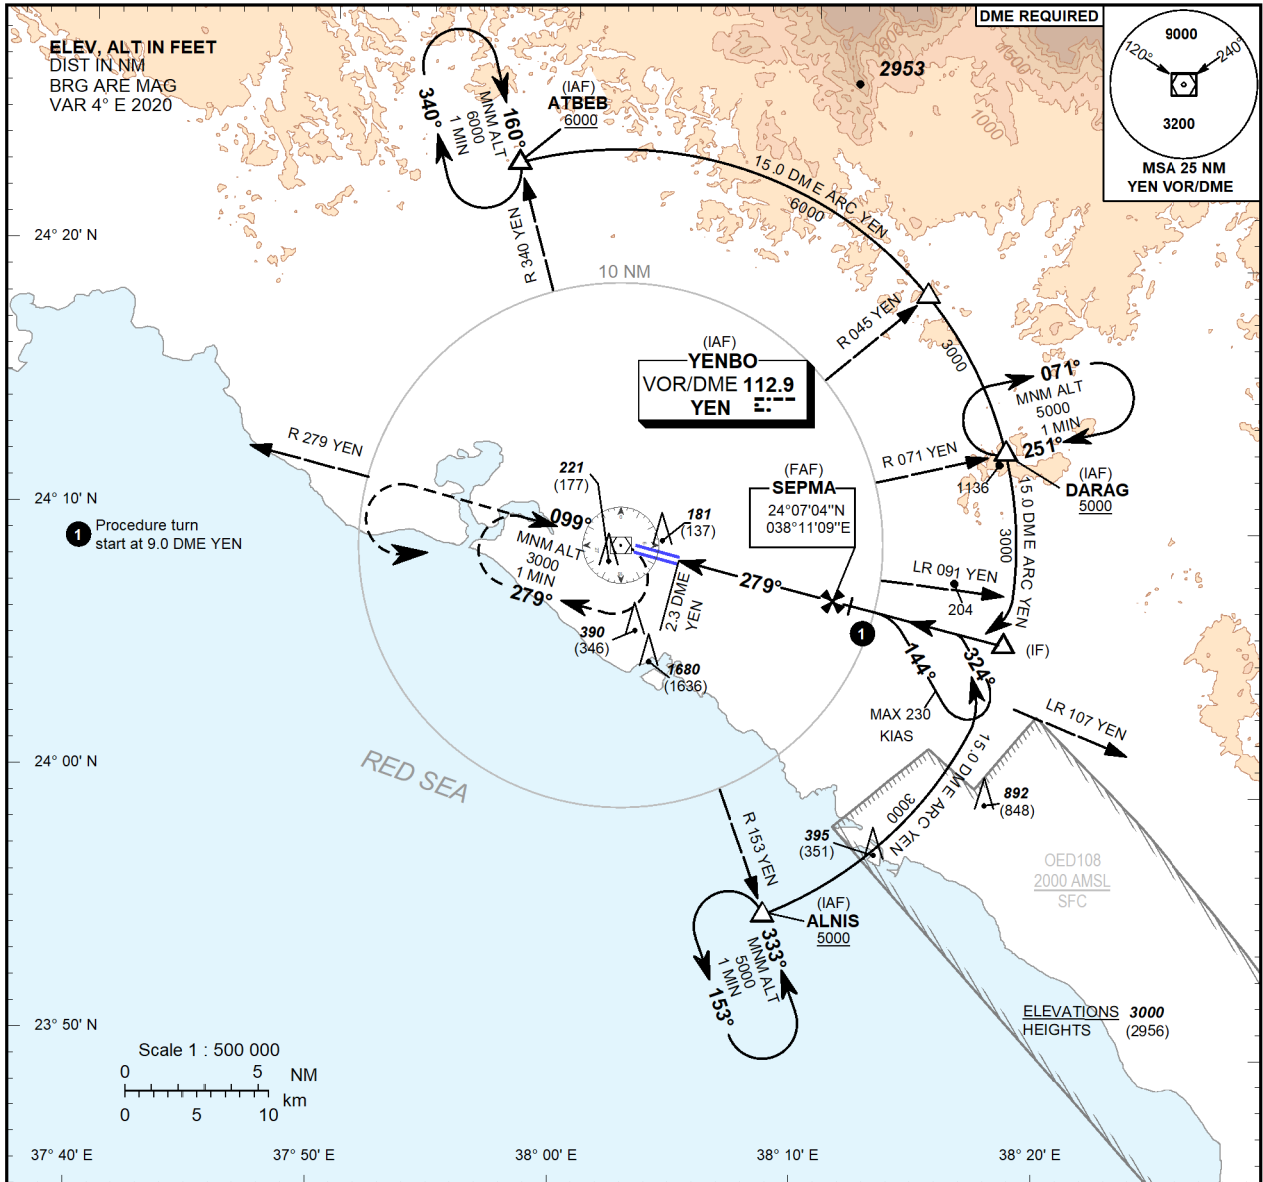 ELEV, ALT IN FEET
DIST IN NM
BRG ARE MAG
VAR 4° E 2020
DME REQUIRED
9000
120°
240°
3200
MSA 25 NM
YEN VOR/DME
2953
2000
1500
1000
(IAF)
ATBEB
6000
340°
160°
MNM ALT
6000
1 MIN
R 340 YEN
15.0 DME ARC YEN
6000
24° 20' N
10 NM
R 045 YEN
3000
(IAF)
YENBO
VOR/DME 112.9
YEN
071°
MNM ALT
5000
1 MIN
251°
R 071 YEN
1136
(IAF)
DARAG
5000
R 279 YEN
221
(177)
181
(137)
(FAF)
SEPMA
24°07'04"N
038°11'09"E
24° 10' N
1
Procedure turn
start at 9.0 DME YEN
099°
MNM ALT
3000
1 MIN
279°
279°
2.3 DME
YEN
15.0 DME ARC YEN
3000
LR 091 YEN
204
390
(346)
1680
(1636)
1
144°
324°
(IF)
MAX 230
KIAS
LR 107 YEN
24° 00' N
RED SEA
15.0 DME ARC YEN
3000
892
(848)
395
(351)
R 153 YEN
OED108
2000 AMSL
SFC
(IAF)
ALNIS
5000
333°
MNM ALT
5000
1 MIN
153°
23° 50' N
ELEVATIONS 3000
HEIGHTS (2956)
Scale 1 : 500 000
0 5 NM
km
0 5 10
37° 40' E
37° 50' E
38° 00' E
38° 10' E
38° 20' E